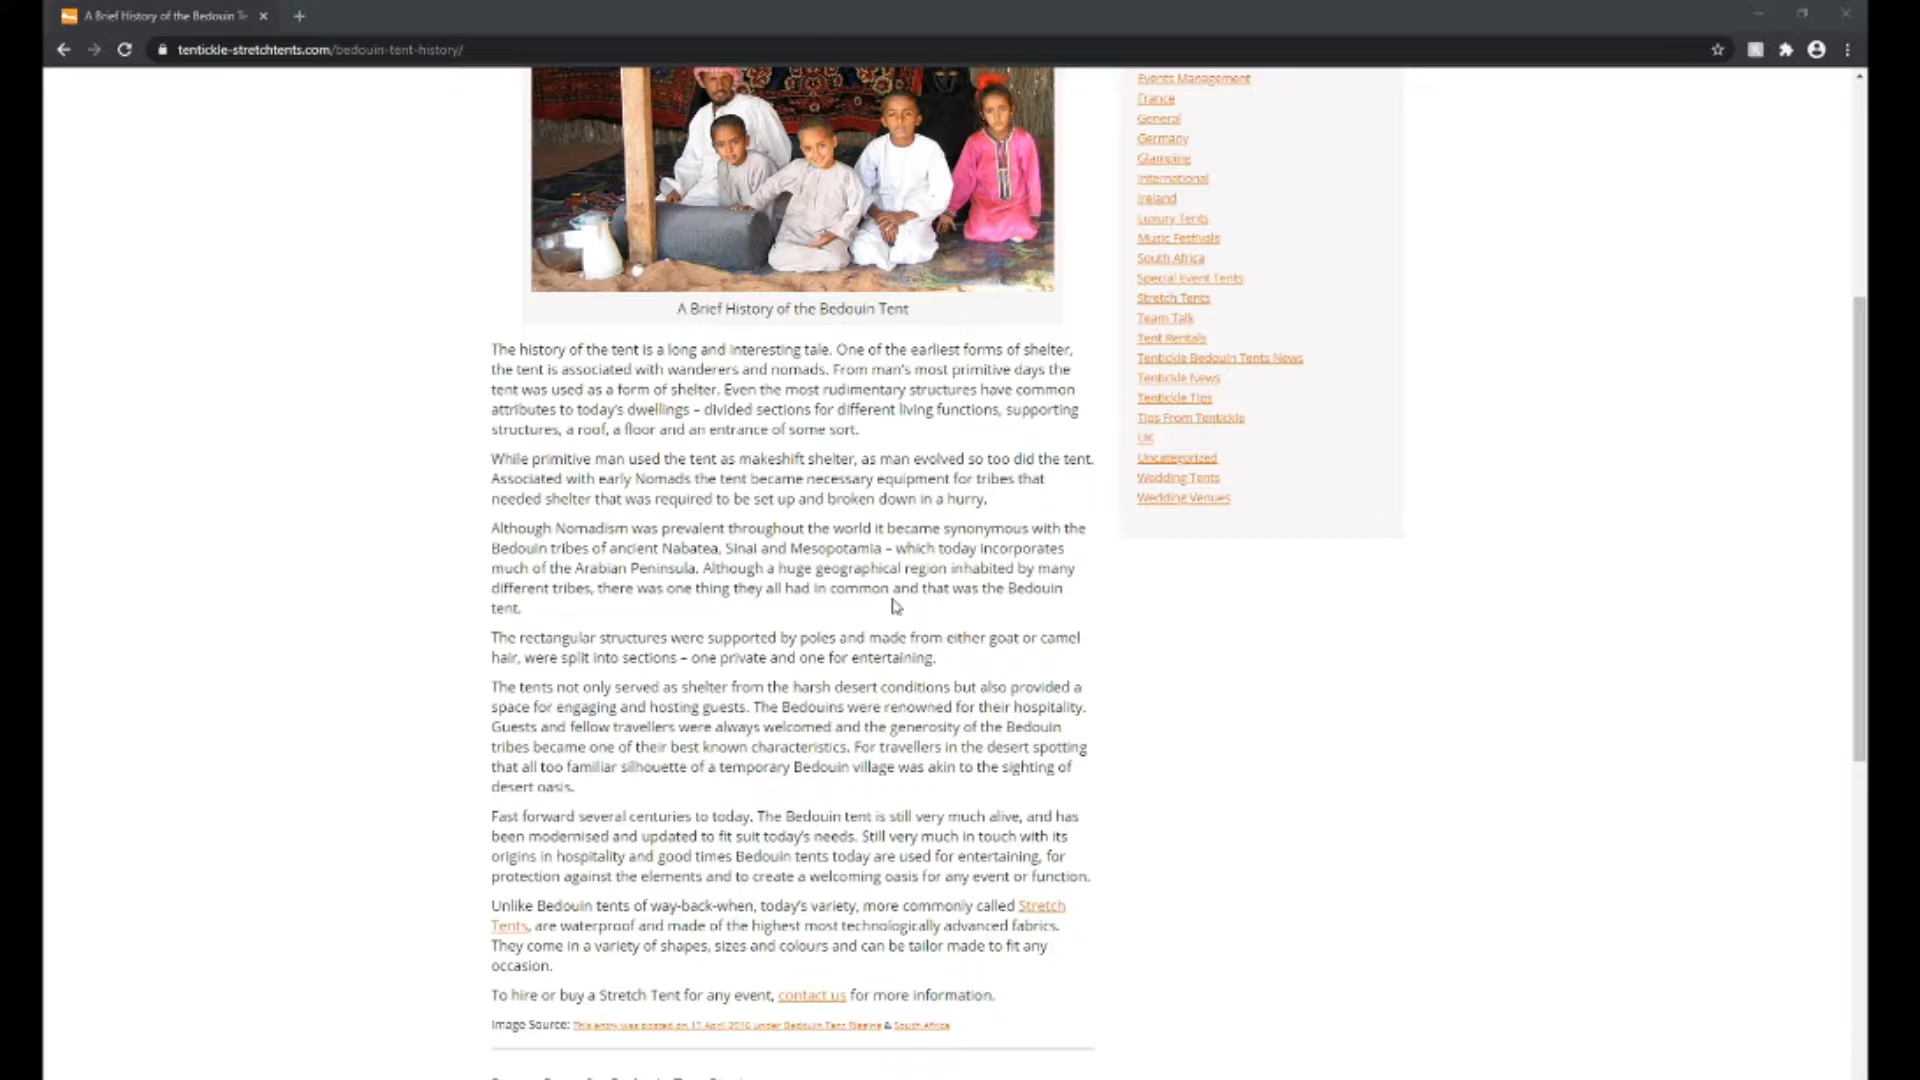 A Brief History of the Bedouin Te
tentickle-stretchtents.com/bedouin-tent-history/
A Brief History of the Bedouin Tent
The history of the tent is a long and interesting tale. One of the earliest forms of shelter,
the tent is associated with wanderers and nomads. From man's most primitive days the
tent was used as a form of shelter. Even the most rudimentary structures have common
attributes to today's dwellings – divided sections for different living functions, supporting
structures, a roof, a floor and an entrance of some sort.
While primitive man used the tent as makeshift shelter, as man evolved so too did the tent.
Associated with early Nomads the tent became necessary equipment for tribes that
needed shelter that was required to be set up and broken down in a hurry.
Although Nomadism was prevalent throughout the world it became synonymous with the
Bedouin tribes of ancient Nabatea, Sinai and Mesopotamia – which today incorporates
much of the Arabian Peninsula. Although a huge geographical region inhabited by many
different tribes, there was one thing they all had in common and that was the Bedouin
tent.
The rectangular structures were supported by poles and made from either goat or camel
hair, were split into sections – one private and one for entertaining.
The tents not only served as shelter from the harsh desert conditions but also provided a
space for engaging and hosting guests. The Bedouins were renowned for their hospitality.
Guests and fellow travellers were always welcomed and the generosity of the Bedouin
tribes became one of their best known characteristics. For travellers in the desert spotting
that all too familiar silhouette of a temporary Bedouin village was akin to the sighting of
desert oasis.
Fast forward several centuries to today. The Bedouin tent is still very much alive, and has
been modernised and updated to fit suit today's needs. Still very much in touch with its
origins in hospitality and good times Bedouin tents today are used for entertaining, for
protection against the elements and to create a welcoming oasis for any event or function.
Unlike Bedouin tents of way-back-when, today's variety, more commonly called Stretch
Tents, are waterproof and made of the highest most technologically advanced fabrics.
They come in a variety of shapes, sizes and colours and can be tailor made to fit any
occasion.
To hire or buy a Stretch Tent for any event, contact us for more information.
Image Source: This entry was posted on 17 April 2016 under Bedouin Tent Rigging & South Africa
Events Management
France
General
Germany
Glamping
International
Ireland
Luxury Tents
Music Festivals
South Africa
Special Event Tents
Stretch Tents
Team Talk
Tent Rentals
Tentickle Bedouin Tents News
Tentickle News
Tentickle Tips
Tips From Tentickle
UK
Uncategorized
Wedding Tents
Wedding Venues